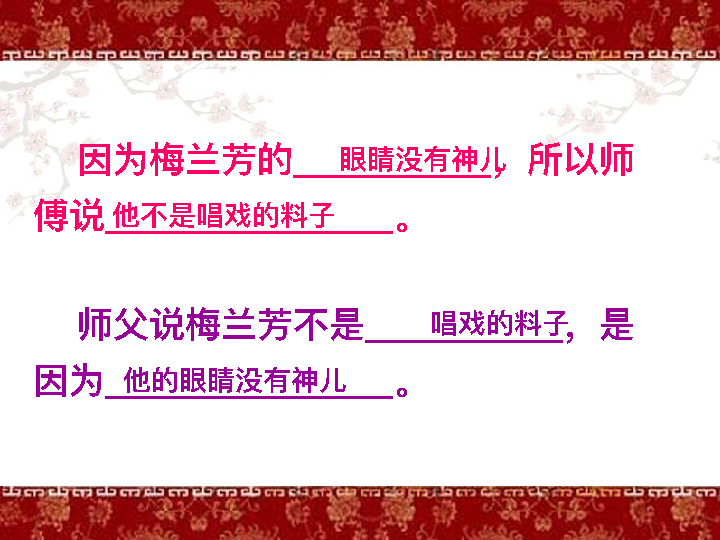 因为梅兰芳的眼睛没有神儿，所以师
傅说他不是唱戏的料子。
师父说梅兰芳不是唱戏的料子，是
因为他的眼睛没有神儿。